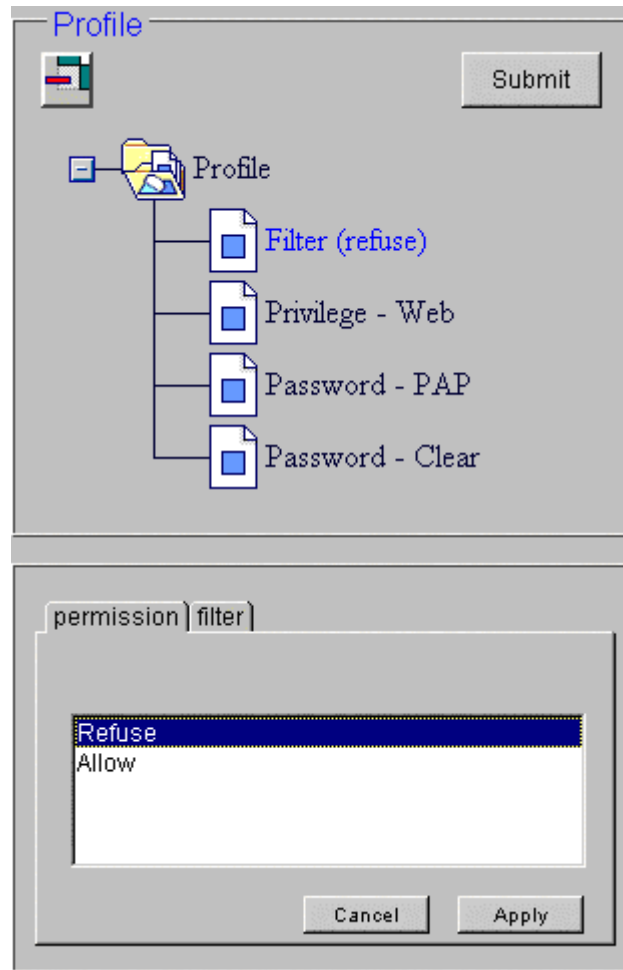 Profile
Submit
Profile
Filter (refuse)
Privilege - Web
Password - PAP
Password - Clear
permission filter
Refuse
Allow
Cancel Apply